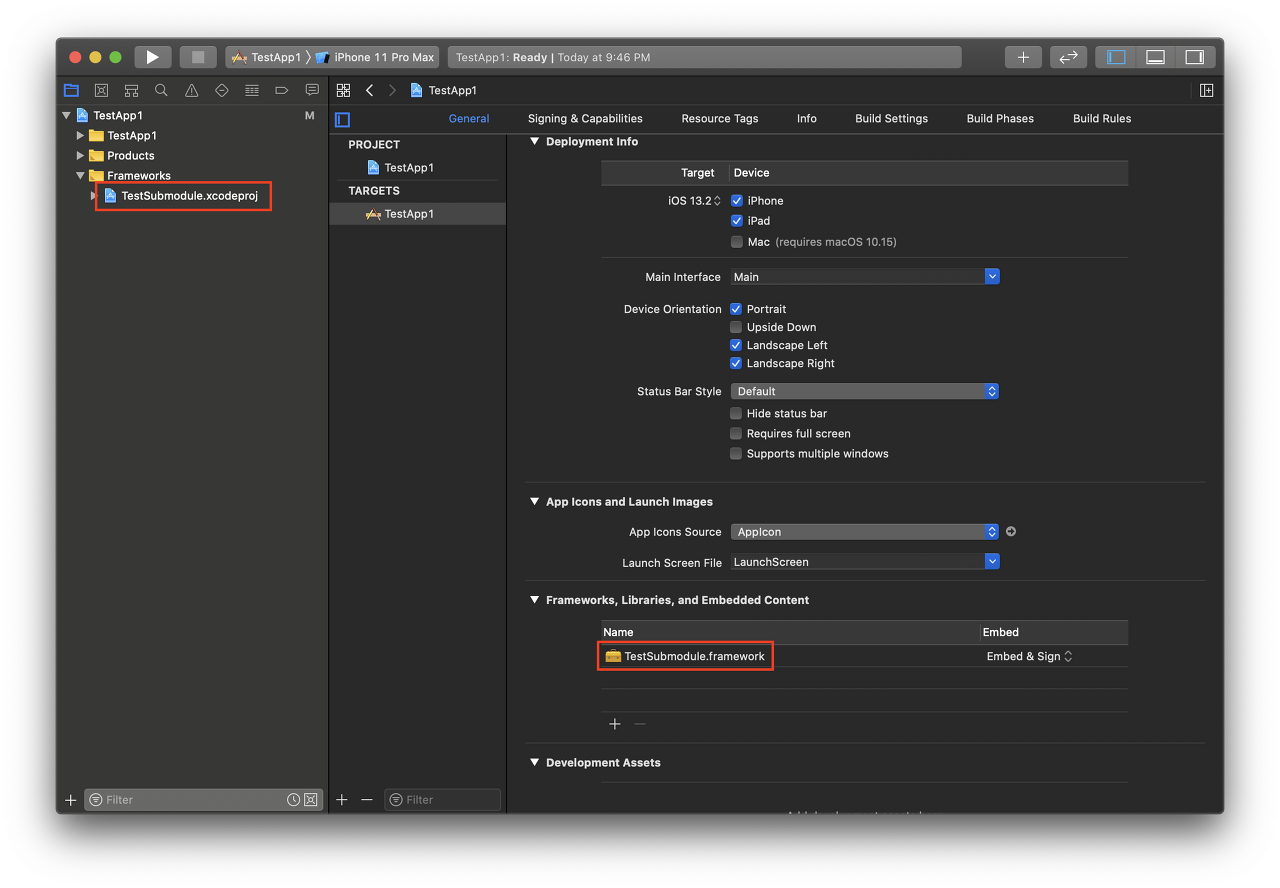 TestApp1 〉 iPhone 11 Pro Max
TestApp1: Ready | Today at 9:46 PM
TestApp1 M
TestApp1
Products
Frameworks
TestSubmodule.xcodeproj
Filter
TestApp1
General Signing & Capabilities Resource Tags Info Build Settings Build Phases Build Rules
PROJECT
TestApp1
TARGETS
TestApp1
Filter
Deployment Info
Target Device
iOS 13.2 iPhone
iPad
Mac (requires macOS 10.15)
Main Interface Main
Device Orientation Portrait
Upside Down
Landscape Left
Landscape Right
Status Bar Style Default
Hide status bar
Requires full screen
Supports multiple windows
App Icons and Launch Images
App Icons Source AppIcon
Launch Screen File LaunchScreen
Frameworks, Libraries, and Embedded Content
Name Embed
TestSubmodule.framework Embed & Sign
Development Assets